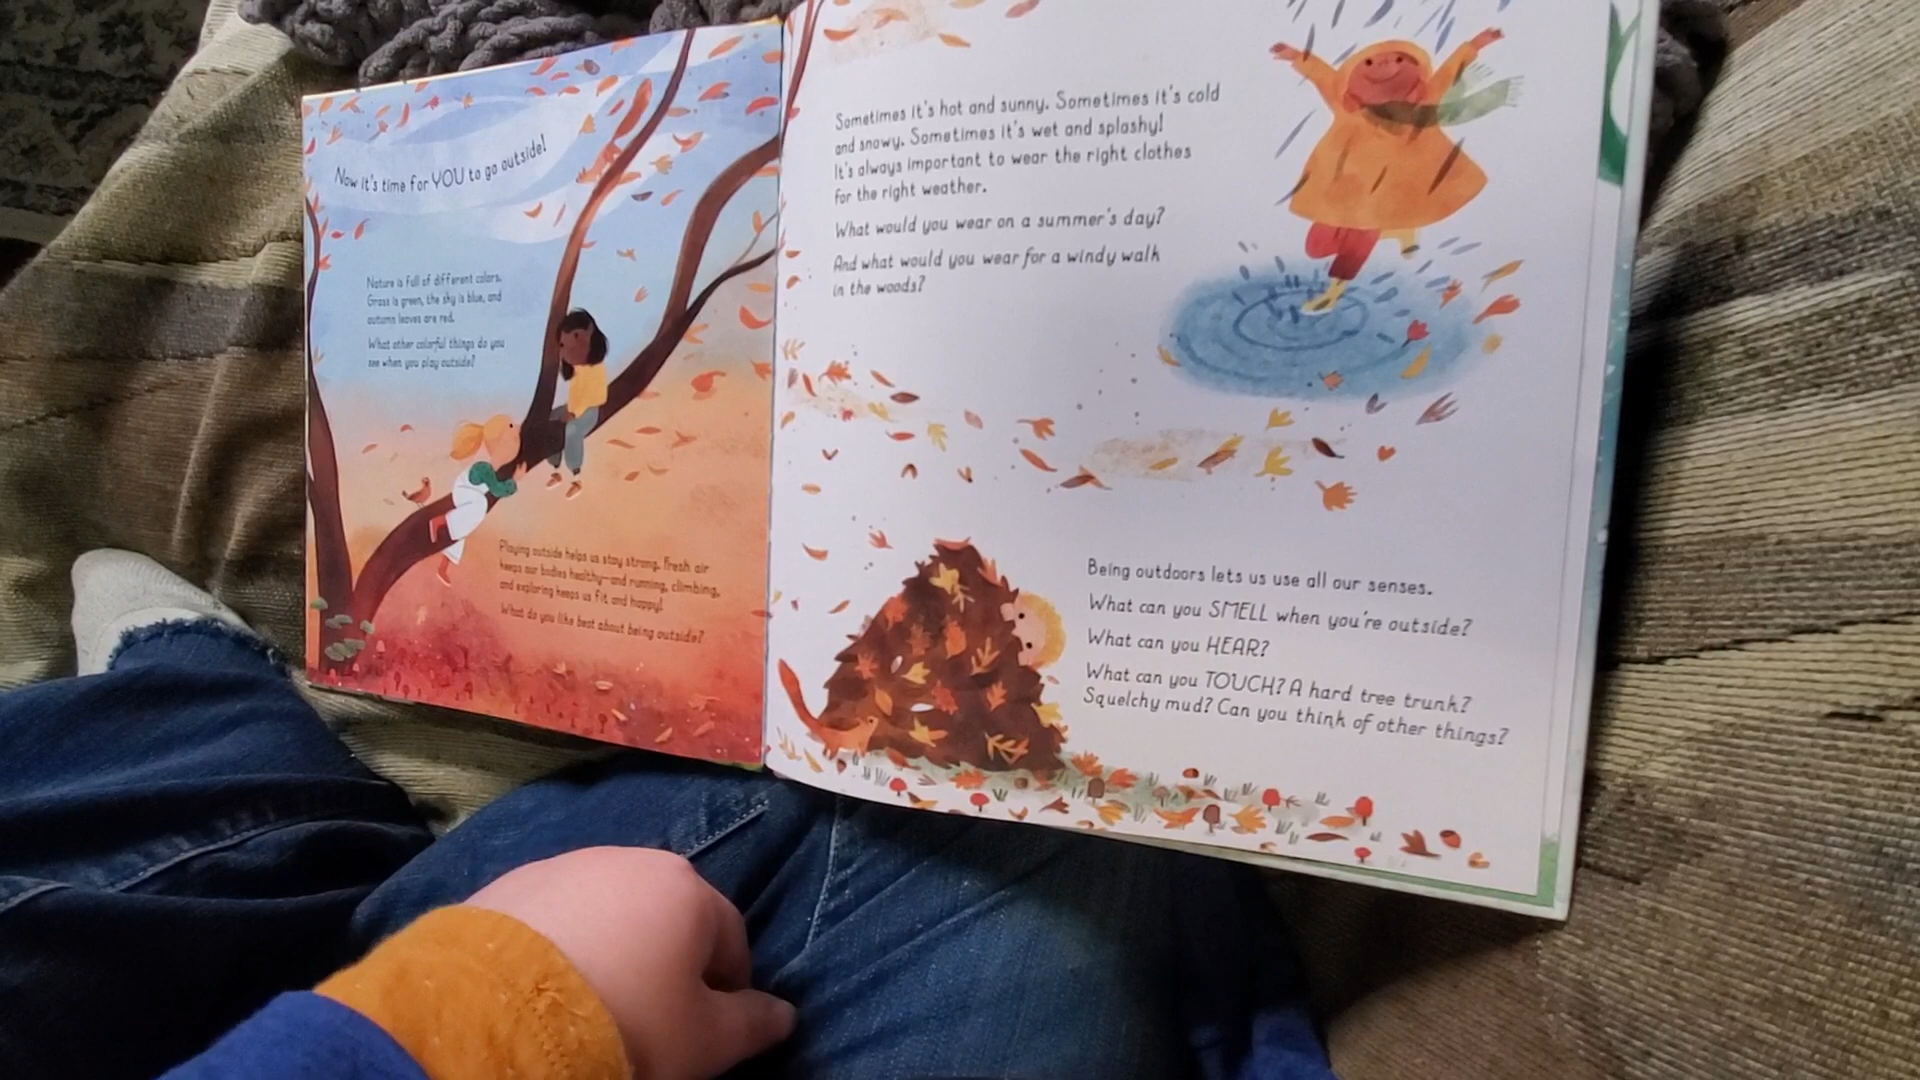 Now it's time for YOU to go outside!
Nature is full of different colors.
Grass is green, the sky is blue, and
autumn leaves are red.
What other colorful things do you
see when you play outside?
Playing outside helps us stay strong. Fresh air
keeps our bodies healthy—and running, climbing,
and exploring keeps us fit and happy!
What do you like best about being outside?
Sometimes it's hot and sunny. Sometimes it's cold
and snowy. Sometimes it's wet and splashy!
It's always important to wear the right clothes
for the right weather.
What would you wear on a summer's day?
And what would you wear for a windy walk
in the woods?
Being outdoors lets us use all our senses.
What can you SMELL when you're outside?
What can you HEAR?
What can you TOUCH? A hard tree trunk?
Squelchy mud? Can you think of other things?